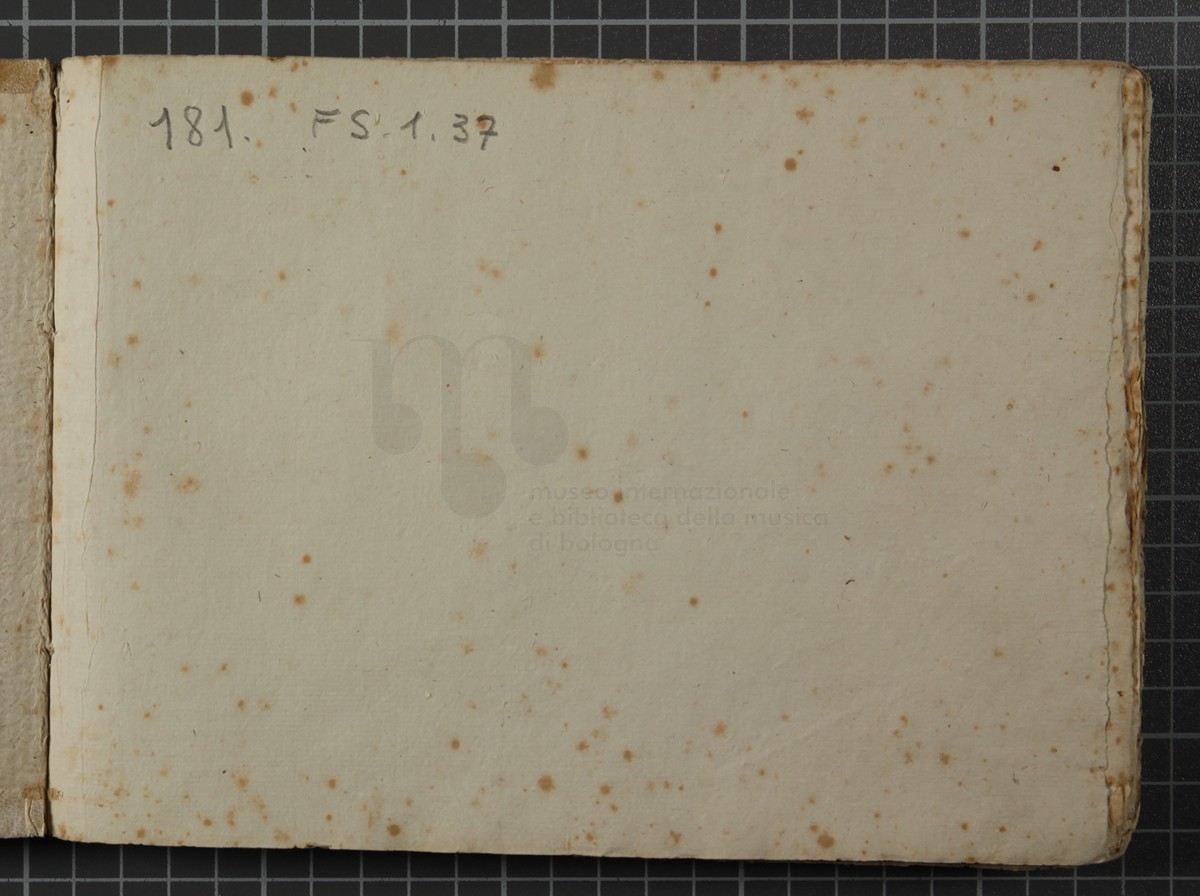 181. FS.1.37
museo internazionale
e biblioteca della musica
di bologna